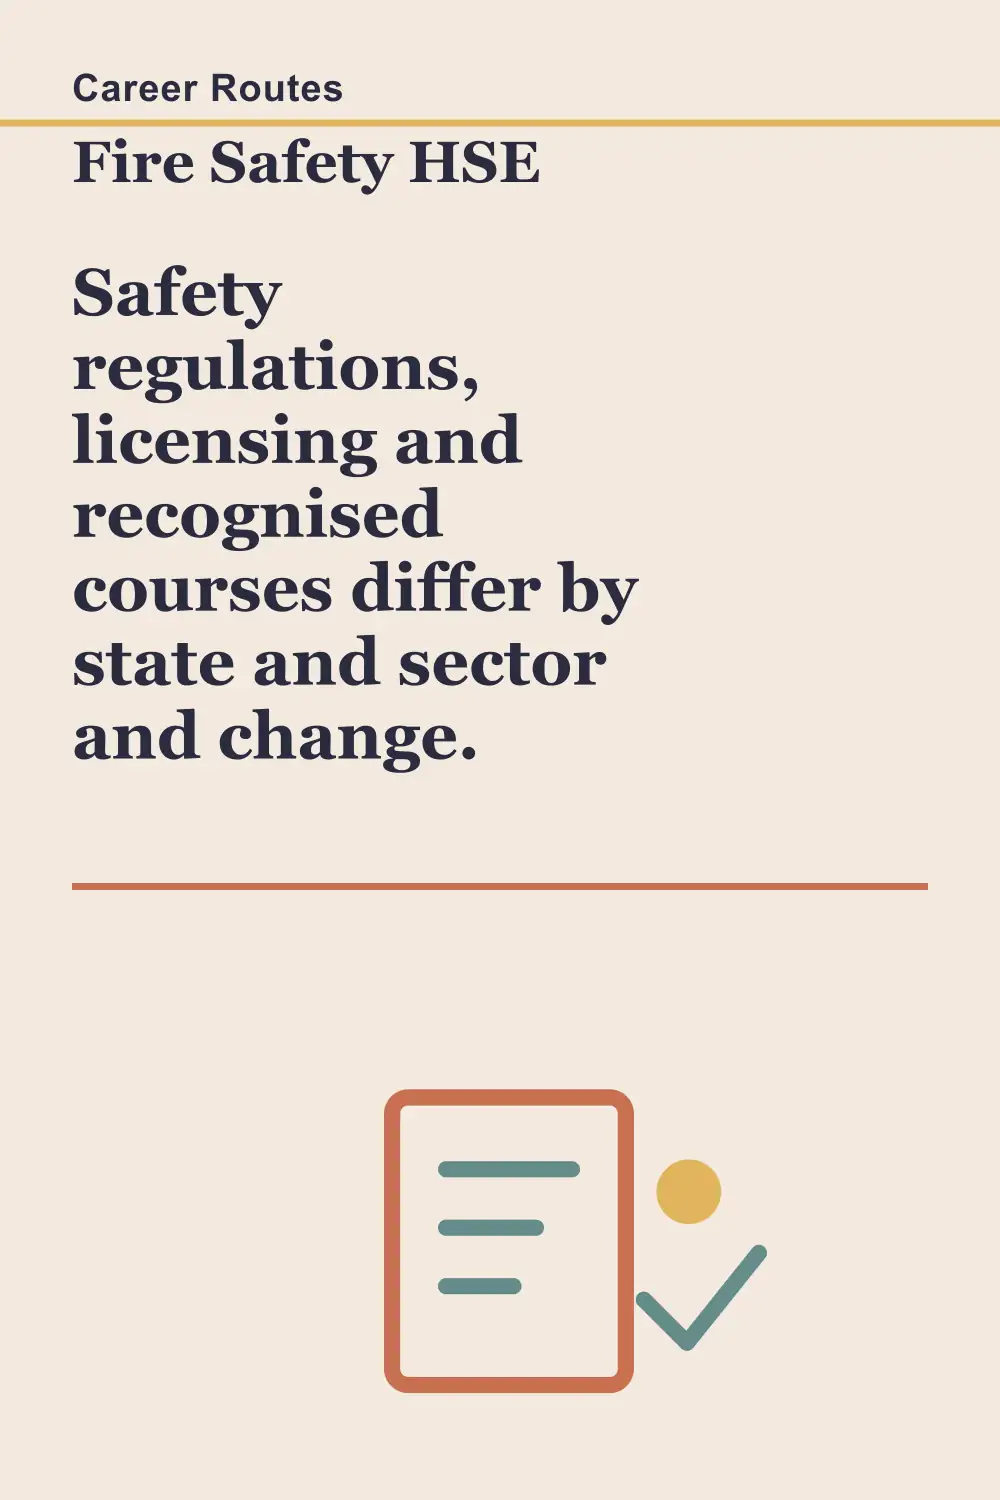 Career Routes
Fire Safety HSE
Safety
regulations,
licensing and
recognised
courses differ by
state and sector
and change.